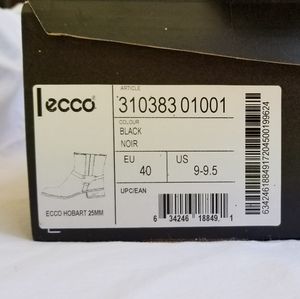 ecco
ARTICLE
310383 01001
COLOUR
BLACK
NOIR
EU
US
40
9-9.5
UPC/EAN
ECCO HOBART 25MM
6 34246 18849 1